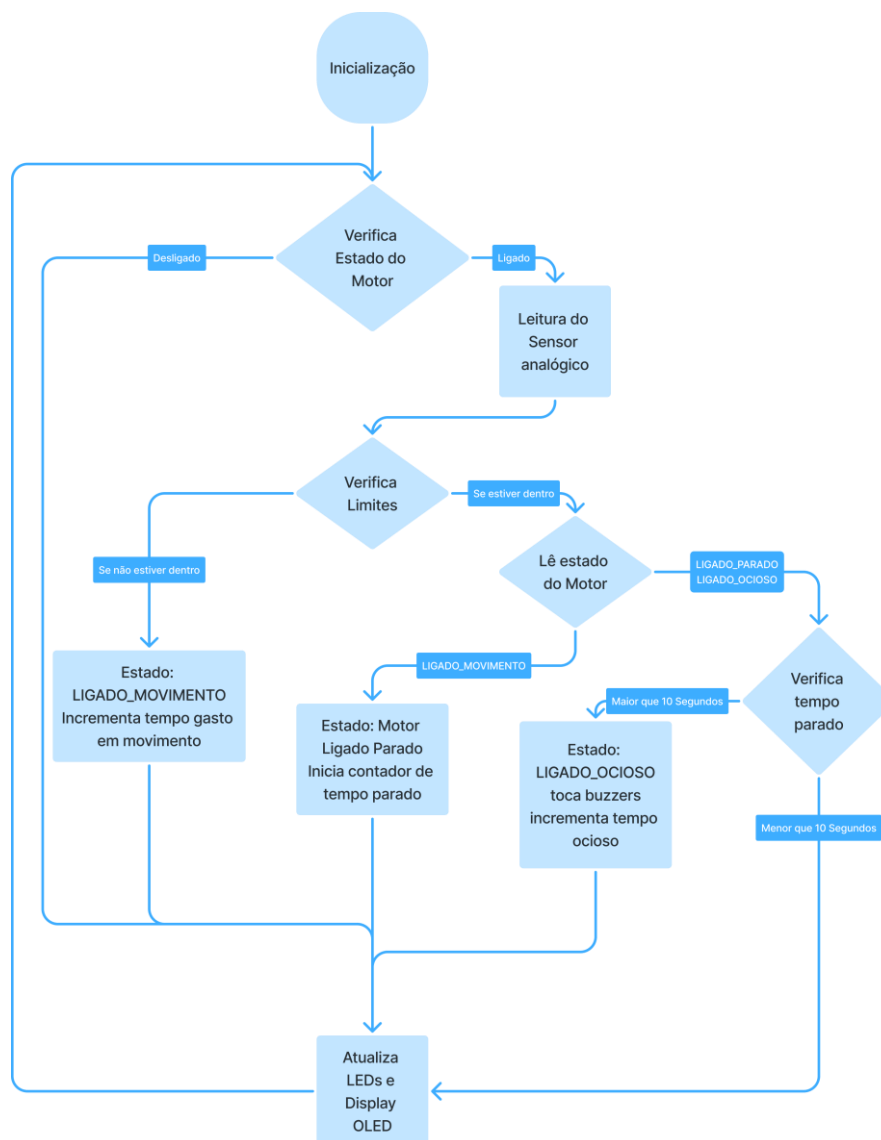 Inicialização
Verifica
Estado do
Motor
Desligado
Ligado
Leitura do
Sensor
analógico
Verifica
Limites
Se estiver dentro
Se não estiver dentro
Lê estado
do Motor
LIGADO_PARADO
LIGADO_OCIOSO
LIGADO_MOVIMENTO
Verifica
tempo
parado
Estado:
LIGADO_MOVIMENTO
Incrementa tempo gasto
em movimento
Estado: Motor
Ligado Parado
Inicia contador de
tempo parado
Maior que 10 Segundos
Estado:
LIGADO_OCIOSO
toca buzzers
incrementa tempo
ocioso
Menor que 10 Segundos
Atualiza
LEDs e
Display
OLED